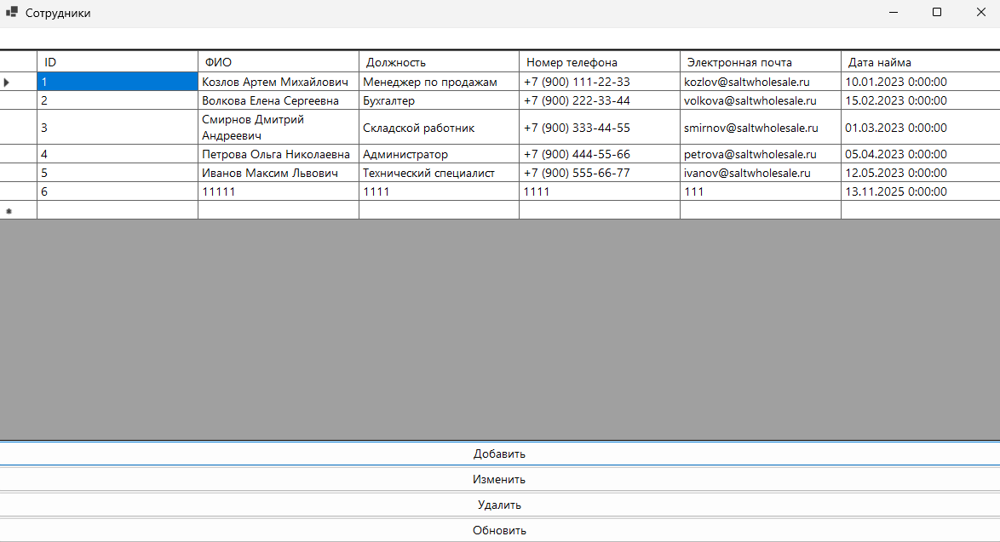 Сотрудники
ID ФИО Должность Номер телефона Электронная почта Дата найма
1 Козлов Артем Михайлович Менеджер по продажам +7 (900) 111-22-33 kozlov@saltwholesale.ru 10.01.2023 0:00:00
2 Волкова Елена Сергеевна Бухгалтер +7 (900) 222-33-44 volkova@saltwholesale.ru 15.02.2023 0:00:00
3 Смирнов Дмитрий
Андреевич Складской работник +7 (900) 333-44-55 smirnov@saltwholesale.ru 01.03.2023 0:00:00
4 Петрова Ольга Николаевна Администратор +7 (900) 444-55-66 petrova@saltwholesale.ru 05.04.2023 0:00:00
5 Иванов Максим Львович Технический специалист +7 (900) 555-66-77 ivanov@saltwholesale.ru 12.05.2023 0:00:00
6 11111 1111 1111 111 13.11.2025 0:00:00
Добавить
Изменить
Удалить
Обновить